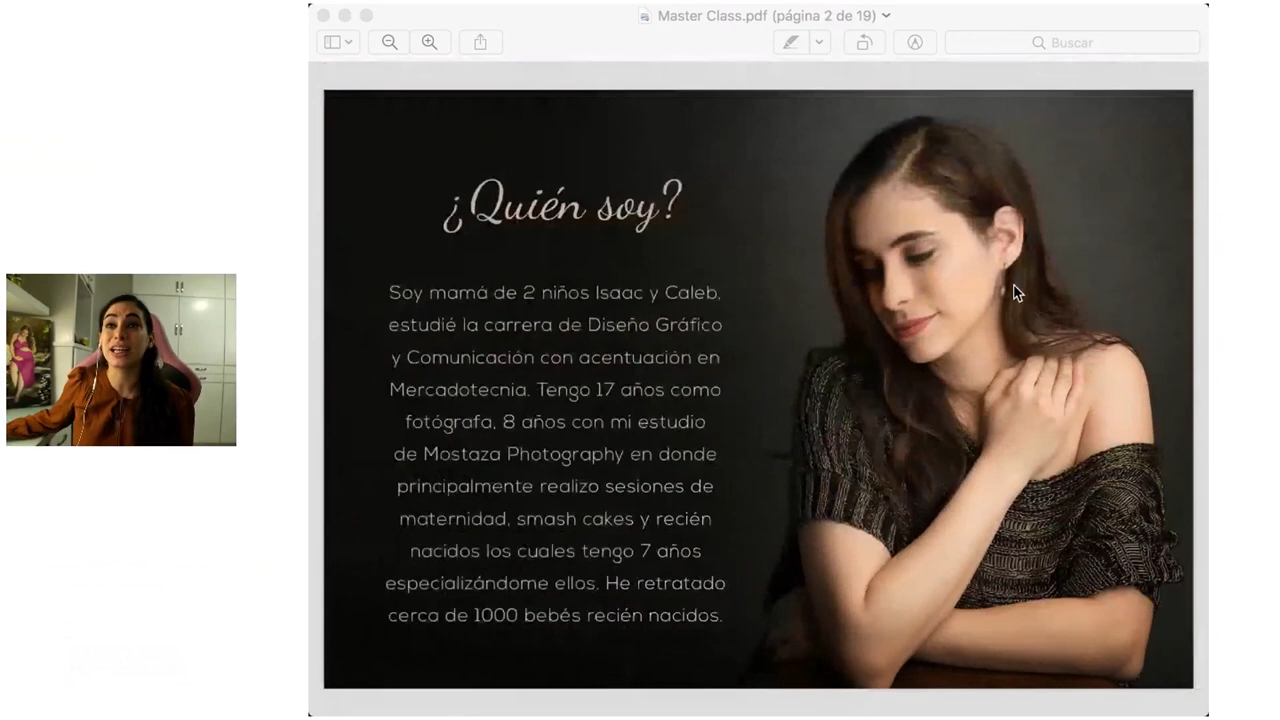 Master Class.pdf (página 2 de 19)
Buscar
¿Quién soy?
Soy mamá de 2 niños Isaac y Caleb,
estudié la carrera de Diseño Gráfico
y Comunicación con acentuación en
Mercadotecnia. Tengo 17 años como
fotógrafa, 8 años con mi estudio
de Mostaza Photography en donde
principalmente realizo sesiones de
maternidad, smash cakes y recién
nacidos los cuales tengo 7 años
especializándome ellos. He retratado
cerca de 1000 bebés recién nacidos.